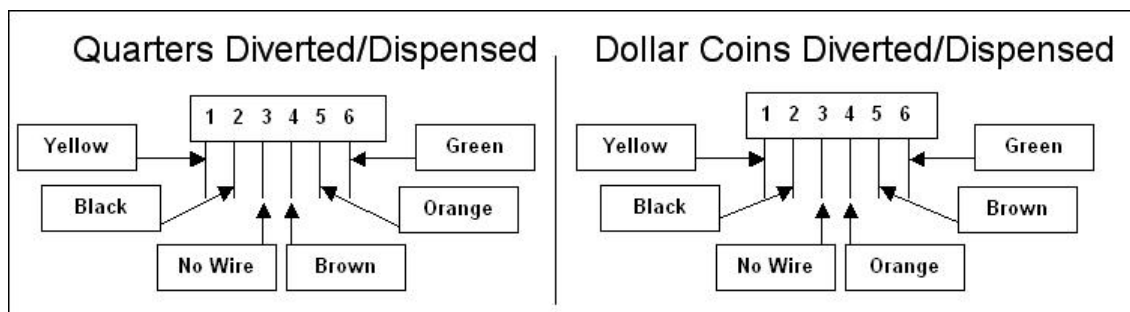 Quarters Diverted/Dispensed
1 2 3 4 5 6
Yellow
Green
Black
Orange
No Wire
Brown
Dollar Coins Diverted/Dispensed
1 2 3 4 5 6
Yellow
Green
Black
Brown
No Wire
Orange